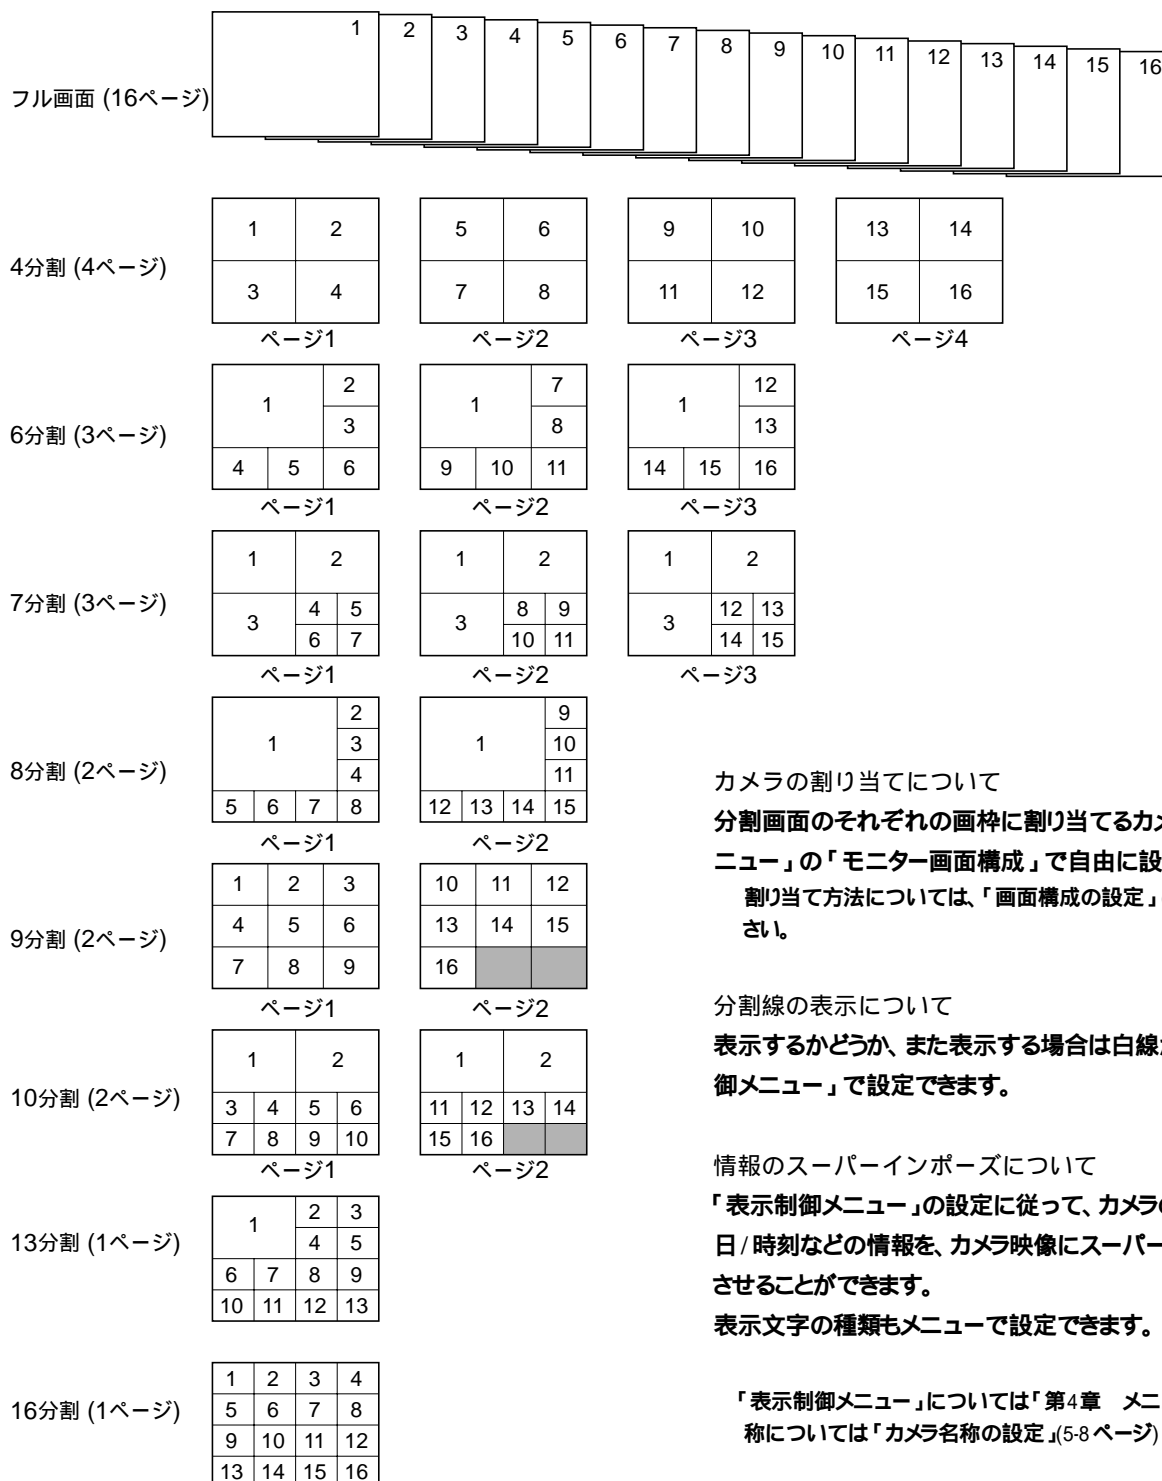 フル画面 (16ページ)
1 2 3 4 5 6 7 8 9 10 11 12 13 14 15 16
4分割 (4ページ)
1 2 5 6 9 10 13 14
3 4 7 8 11 12 15 16
ページ1 ページ2 ページ3 ページ4
6分割 (3ページ)
1 2 1 7 1 12
3 8 13
4 5 6 9 10 11 14 15 16
ページ1 ページ2 ページ3
7分割 (3ページ)
1 2 1 2 1 2
3 4 5 3 8 9 3 12 13
6 7 10 11 14 15
ページ1 ページ2 ページ3
8分割 (2ページ)
1 2 1 9
3 10
4 11
5 6 7 8 12 13 14 15
ページ1 ページ2
9分割 (2ページ)
1 2 3 10 11 12
4 5 6 13 14 15
7 8 9 16
ページ1 ページ2
10分割 (2ページ)
1 2 1 2
3 4 5 6 11 12 13 14
7 8 9 10 15 16
ページ1 ページ2
13分割 (1ページ)
1 2 3
4 5
6 7 8 9
10 11 12 13
16分割 (1ページ)
1 2 3 4
5 6 7 8
9 10 11 12
13 14 15 16
カメラの割り当てについて
分割画面のそれぞれの画枠に割り当てるカメ
ニュー」の「モニター画面構成」で自由に設
割り当て方法については、「画面構成の設定」
さい。
分割線の表示について
表示するかどうか、また表示する場合は白線
御メニュー」で設定できます。
情報のスーパーインポーズについて
「表示制御メニュー」の設定に従って、カメラの
日/時刻などの情報を、カメラ映像にスーパー
させることができます。
表示文字の種類もメニューで設定できます。
「表示制御メニュー」については「第4章 メニ
称については「カメラ名称の設定」(5-8ページ)